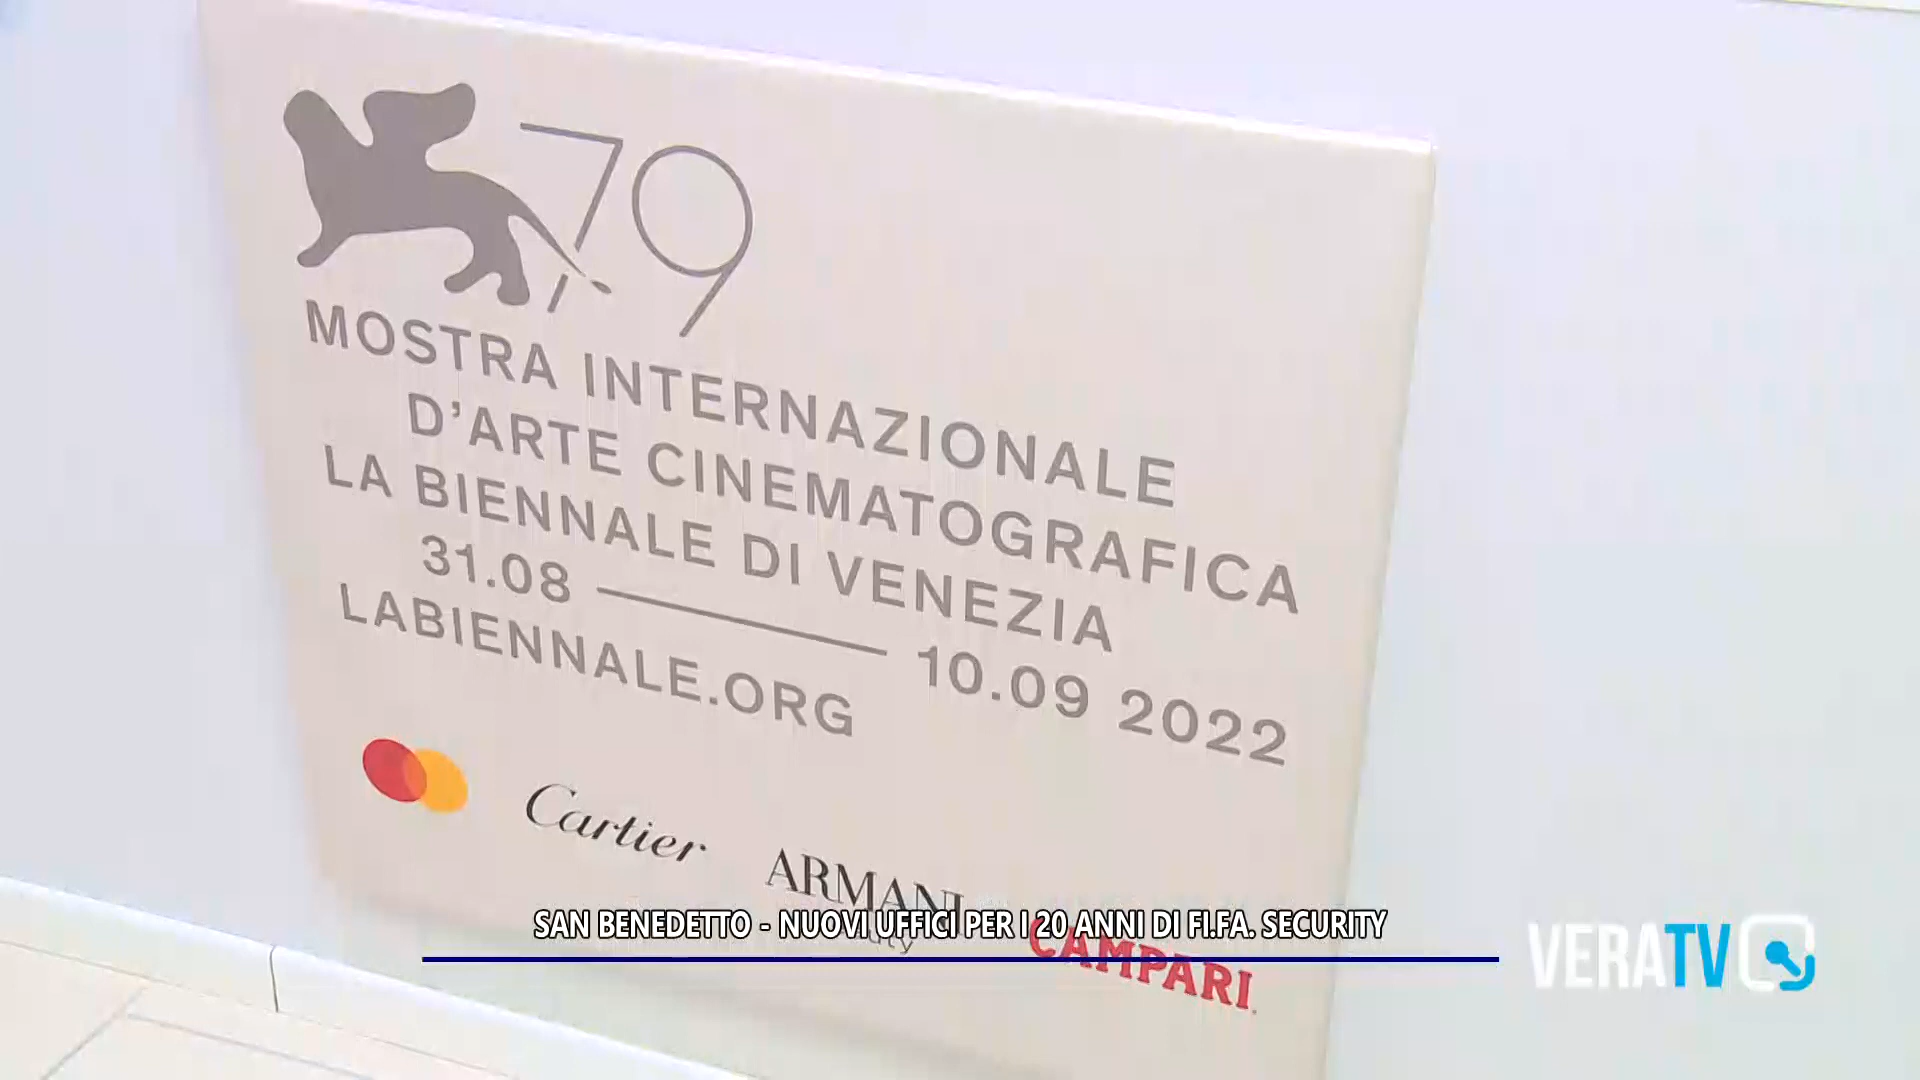 79
MOSTRA INTERNAZIONALE
D'ARTE CINEMATOGRAFICA
LA BIENNALE DI VENEZIA
31.08 — 10.09 2022
LABIENNALE.ORG
Cartier
ARMANI
beauty
CAMPARI
SAN BENEDETTO - NUOVI UFFICI PER I 20 ANNI DI FI.FA. SECURITY
VERATV